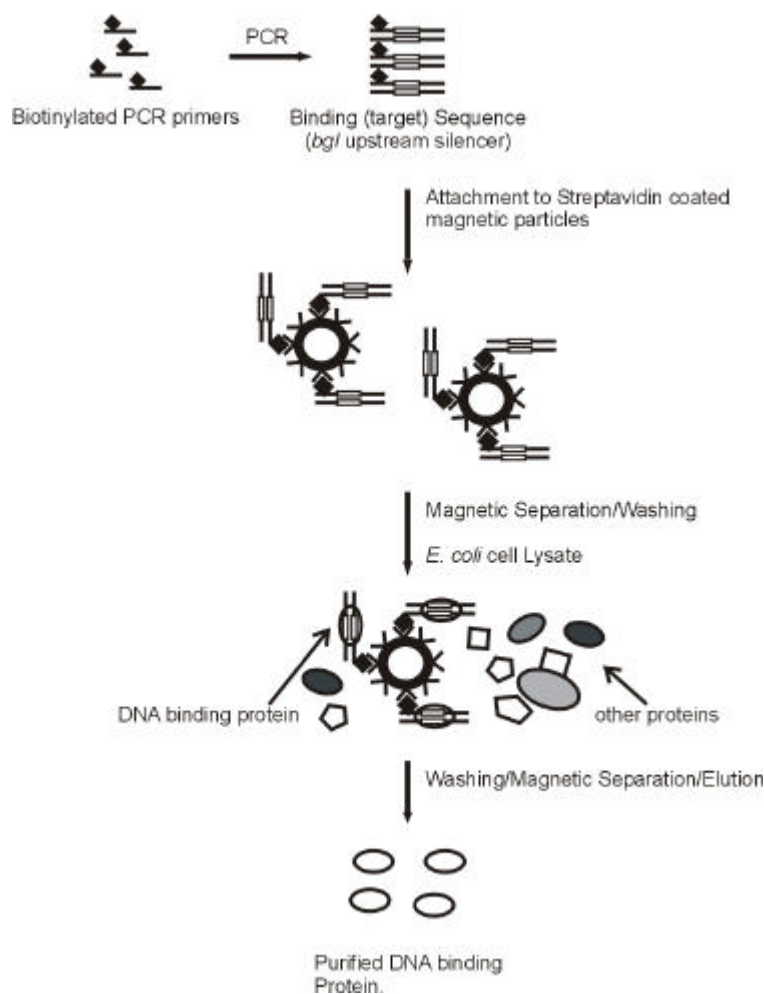 PCR
Biotinylated PCR primers
Binding (target) Sequence
(bgl upstream silencer)
Attachment to Streptavidin coated
magnetic particles
Magnetic Separation/Washing
E. coli cell Lysate
DNA binding protein
other proteins
Washing/Magnetic Separation/Elution
Purified DNA binding
Protein.